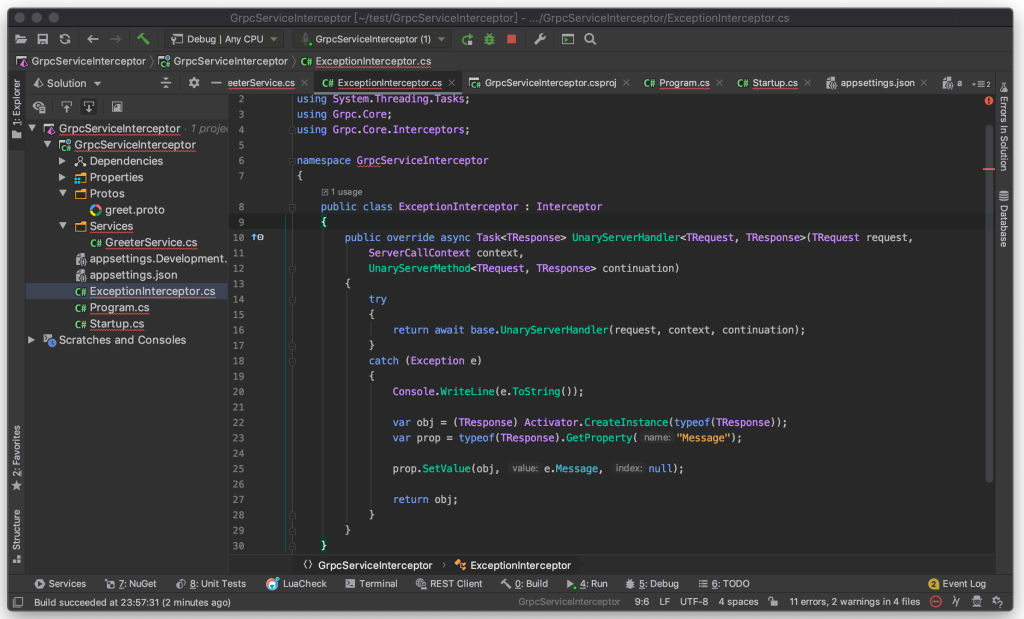 GrpcServiceInterceptor [~/test/GrpcServiceInterceptor] - .../GrpcServiceInterceptor/ExceptionInterceptor.cs
Debug | Any CPU
GrpcServiceInterceptor (1)
GrpcServiceInterceptor
GrpcServiceInterceptor
C# ExceptionInterceptor.cs
1: Explorer
Solution
eeterService.cs
C# ExceptionInterceptor.cs
GrpcServiceInterceptor.csproj
C# Program.cs
C# Startup.cs
appsettings.json
a
2
GrpcServiceInterceptor · 1 proje
GrpcServiceInterceptor
Dependencies
Properties
Protos
greet.proto
Services
C# GreeterService.cs
appsettings.Development.
appsettings.json
C# ExceptionInterceptor.cs
C# Program.cs
C# Startup.cs
Scratches and Consoles
2: Favorites
Structure
2 using System.Threading.Tasks;
3 using Grpc.Core;
4 using Grpc.Core.Interceptors;
5
6 namespace GrpcServiceInterceptor
7 {
1 usage
8 public class ExceptionInterceptor : Interceptor
9 {
10 public override async Task<TResponse> UnaryServerHandler<TRequest, TResponse>(TRequest request,
11 ServerCallContext context,
12 UnaryServerMethod<TRequest, TResponse> continuation)
13 {
14 try
15 {
16 return await base.UnaryServerHandler(request, context, continuation);
17 }
18 catch (Exception e)
19 {
20 Console.WriteLine(e.ToString());
21
22 var obj = (TResponse) Activator.CreateInstance(typeof(TResponse));
23 var prop = typeof(TResponse).GetProperty( name: "Message");
24
25 prop.SetValue(obj, value: e.Message, index: null);
26
27 return obj;
28 }
29 }
30 }
Errors In Solution
Database
GrpcServiceInterceptor
ExceptionInterceptor
Services
7: NuGet
8: Unit Tests
LuaCheck
Terminal
REST Client
0: Build
4: Run
5: Debug
6: TODO
2 Event Log
Build succeeded at 23:57:31 (2 minutes ago)
GrpcServiceInterceptor
9:6
LF
UTF-8
4 spaces
11 errors, 2 warnings in 4 files